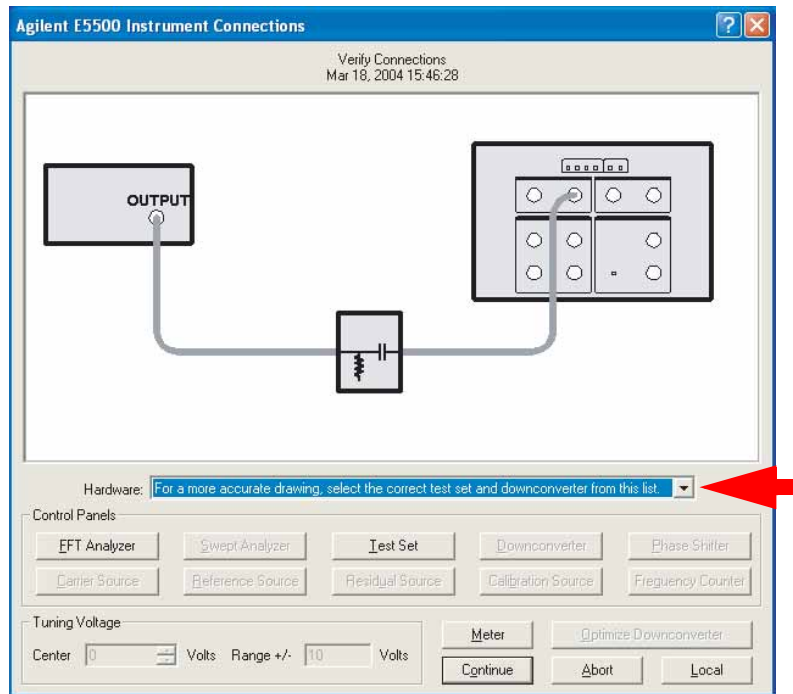 Agilent E5500 Instrument Connections
Verify Connections
Mar 18, 2004 15:46:28
OUTPUT
Hardware: For a more accurate drawing, select the correct test set and downconverter from this list.
Control Panels
FFT Analyzer Swept Analyzer Test Set Downconverter Phase Shifter
Carrier Source Reference Source Residual Source Calibration Source Frequency Counter
Tuning Voltage
Center 0 Volts Range +/- 10 Volts
Meter Optimize Downconverter
Continue Abort Local